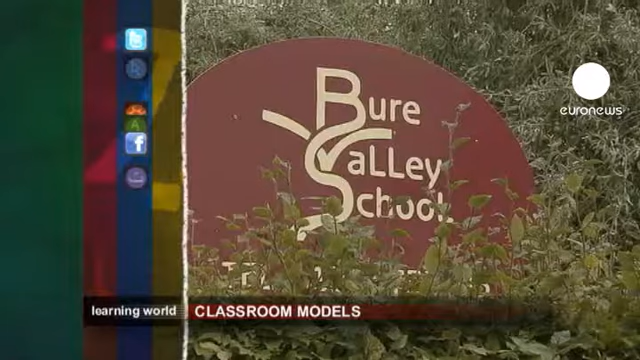 Bure
Valley
School
euronews
learning world
CLASSROOM MODELS